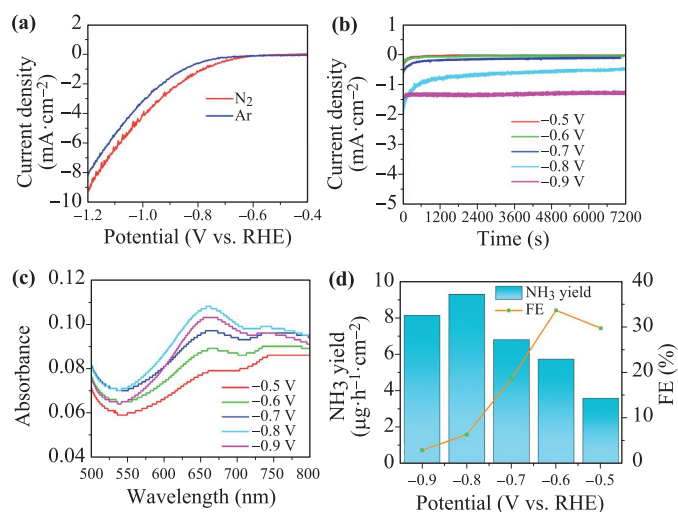 (a)
0
−2
−4
−6
−8
−10
−1.2
−1.0
−0.8
−0.6
−0.4
Current density
(mA·cm−2)
Potential (V vs. RHE)
N2
Ar
(b)
1
0
−1
−2
−3
−4
−5
0
1200
2400
3600
4800
6000
7200
Current density
(mA·cm−2)
Time (s)
−0.5 V
−0.6 V
−0.7 V
−0.8 V
−0.9 V
(c)
0.12
0.10
0.08
0.06
0.04
500
550
600
650
700
750
800
Absorbance
Wavelength (nm)
−0.5 V
−0.6 V
−0.7 V
−0.8 V
−0.9 V
(d)
10
8
6
4
2
0
−0.9
−0.8
−0.7
−0.6
−0.5
40
30
20
10
0
NH3 yield
(μg·h−1·cm−2)
FE (%)
Potential (V vs. RHE)
NH3 yield
FE